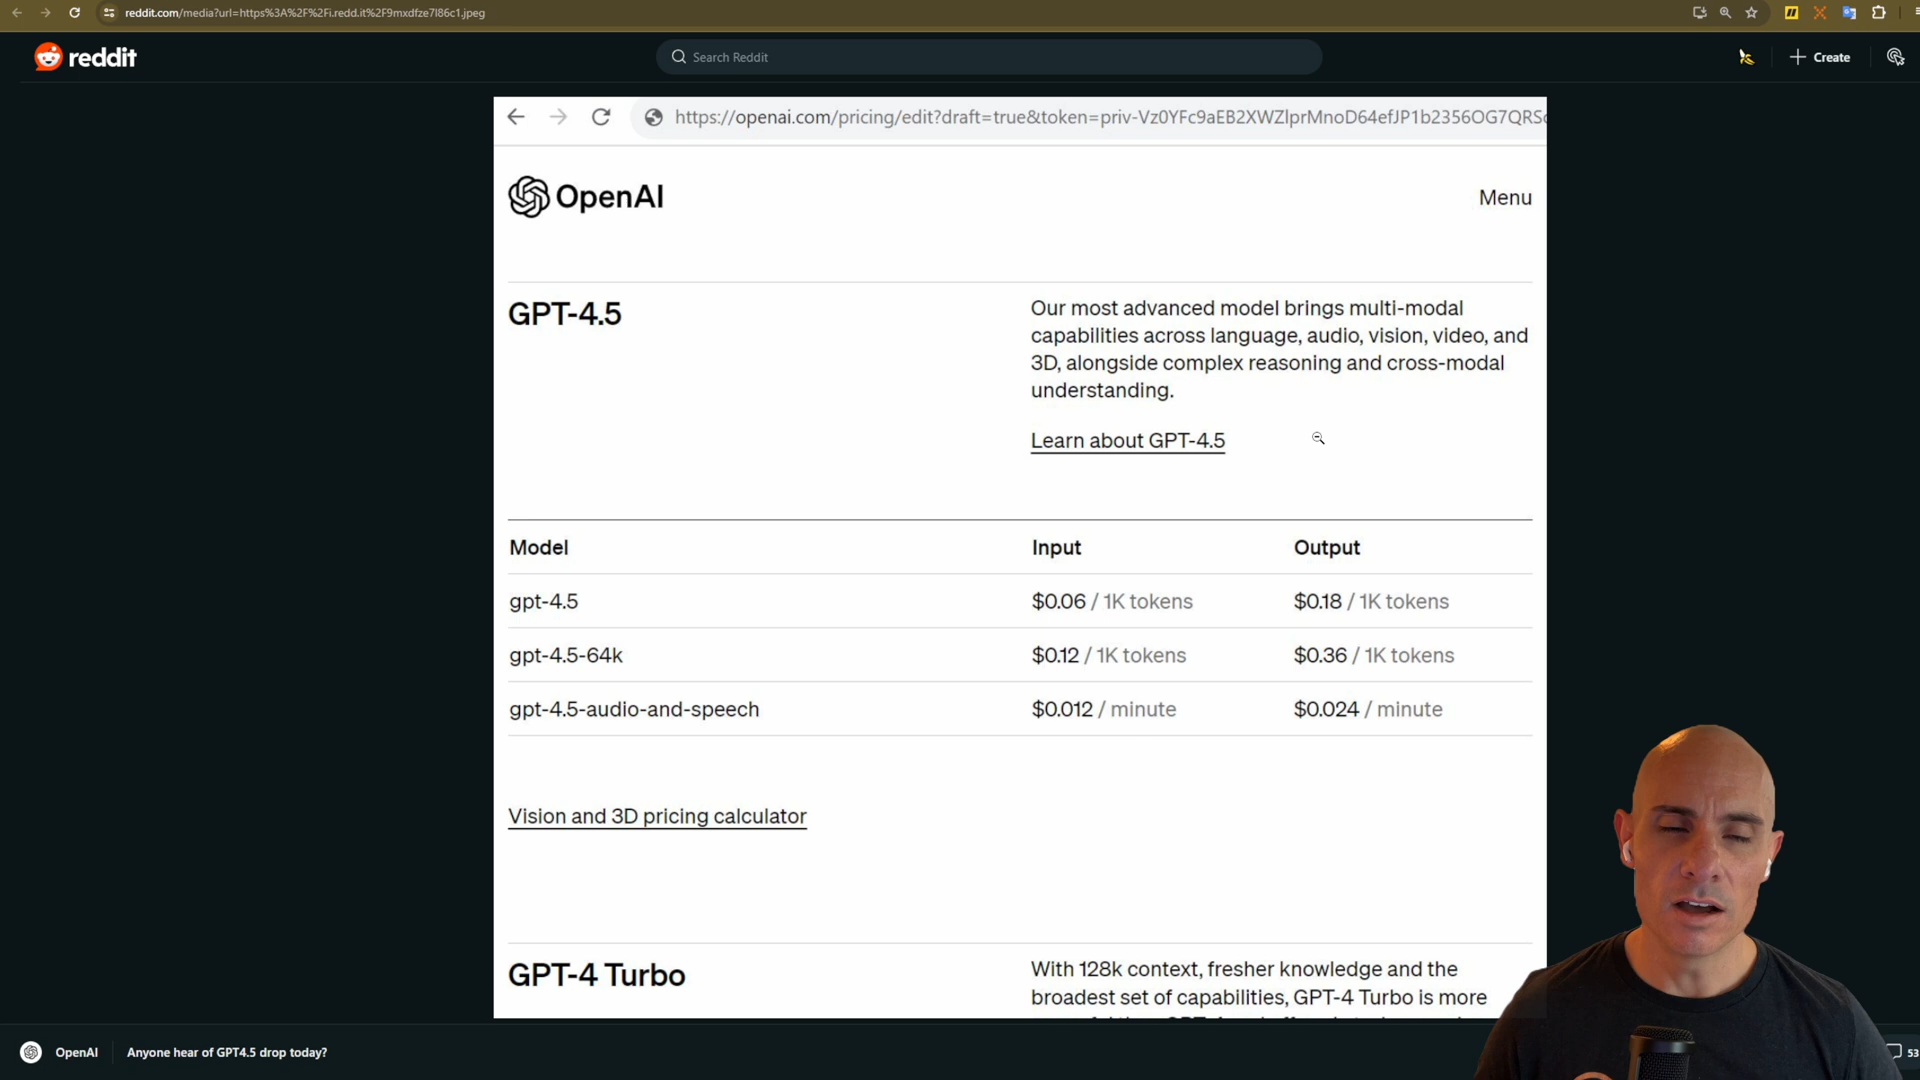 reddit.com/media?url=https%3A%2F%2Fi.redd.it%2F9mxdfze7l86c1.jpeg
reddit
Search Reddit
Create
https://openai.com/pricing/edit?draft=true&token=priv-Vz0YFc9aEB2XWZlprMnoD64efJP1b2356OG7QRS
OpenAI
Menu
GPT-4.5
Our most advanced model brings multi-modal
capabilities across language, audio, vision, video, and
3D, alongside complex reasoning and cross-modal
understanding.
Learn about GPT-4.5
Model Input Output
gpt-4.5 $0.06 / 1K tokens $0.18 / 1K tokens
gpt-4.5-64k $0.12 / 1K tokens $0.36 / 1K tokens
gpt-4.5-audio-and-speech $0.012 / minute $0.024 / minute
Vision and 3D pricing calculator
GPT-4 Turbo
With 128k context, fresher knowledge and the
broadest set of capabilities, GPT-4 Turbo is more
OpenAI Anyone hear of GPT4.5 drop today? 53